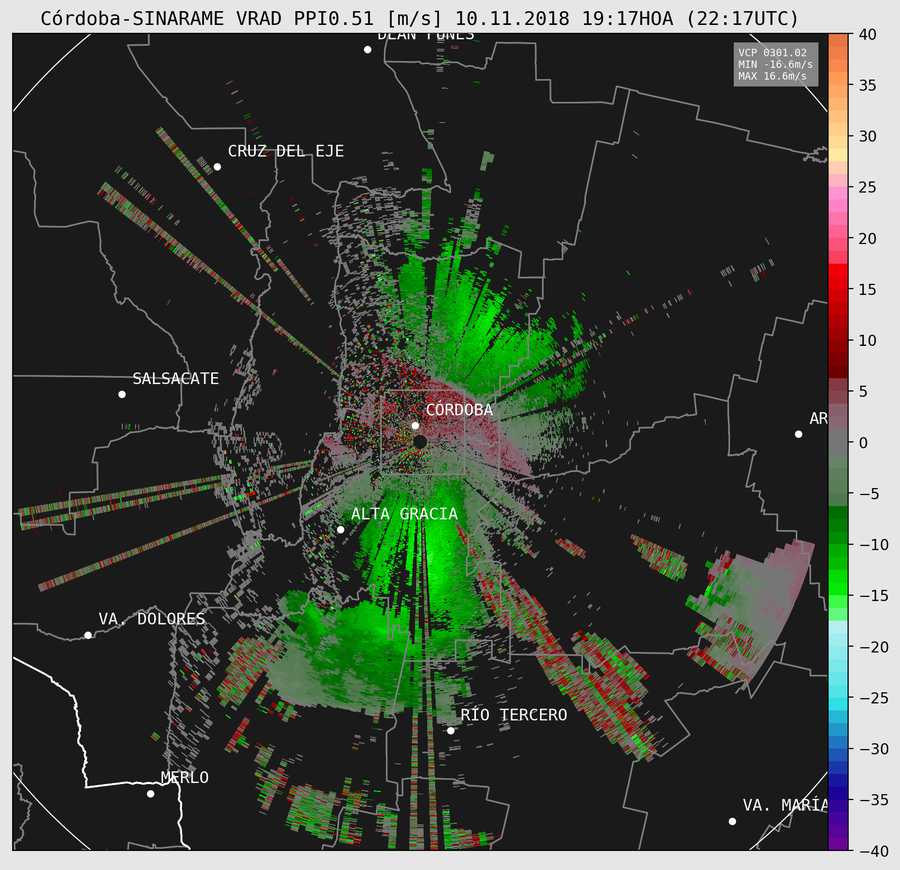 Córdoba-SINARAME VRAD PPI0.51 [m/s] 10.11.2018 19:17HOA (22:17UTC)
DEÁN FUNES
VCP 0301.02
MIN -16.6m/s
MAX 16.6m/s
CRUZ DEL EJE
SALSACATE
CÓRDOBA
AR
ALTA GRACIA
VA. DOLORES
RÍO TERCERO
MERLO
VA. MARÍA
40
35
30
25
20
15
10
5
0
−5
−10
−15
−20
−25
−30
−35
−40